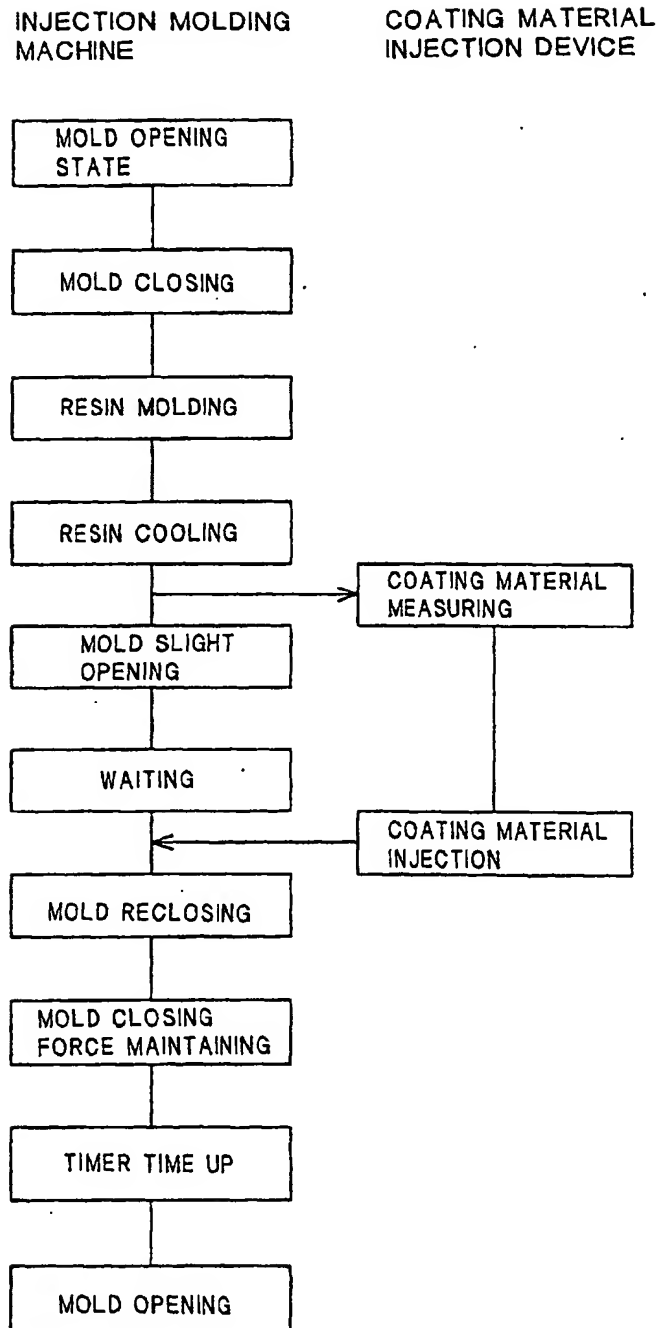 INJECTION MOLDING
MACHINE
COATING MATERIAL
INJECTION DEVICE
MOLD OPENING
STATE
MOLD CLOSING
RESIN MOLDING
RESIN COOLING
COATING MATERIAL
MEASURING
MOLD SLIGHT
OPENING
WAITING
COATING MATERIAL
INJECTION
MOLD RECLOSING
MOLD CLOSING
FORCE MAINTAINING
TIMER TIME UP
MOLD OPENING